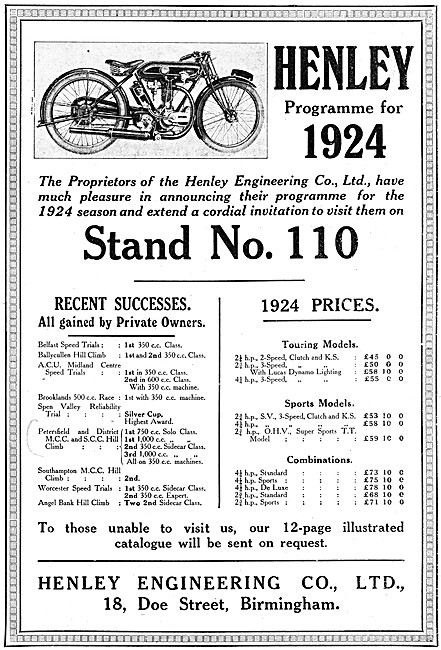 HENLEY
Programme for
1924
The Proprietors of the Henley Engineering Co., Ltd., have
much pleasure in announcing their programme for the
1924 season and extend a cordial invitation to visit them on
Stand No. 110
RECENT SUCCESSES.
All gained by Private Owners.
Belfast Speed Trials : 1st 350 c.c. Class.
Ballycullen Hill Climb : 1st and 2nd 350 c.c. Class.
A.C.U. Midland Centre
Speed Trials : : 1st in 350 c.c. Class.
2nd in 600 c.c. Class.
With 350 c.c. machine.
Brooklands 500 c.c. Race : 1st with 350 c.c. machine.
Spen Valley Reliability
Trial : : : Silver Cup,
Highest Award.
Petersfield and District 1st 750 c.c. Solo Class.
M.C.C. and S.C.C. Hill 1st 1,000 c.c. „ „
Climb : : : 2nd 350 c.c. Sidecar Class.
3rd 1,000 c.c. „ „
All on 350 c.c. machines.
Southampton M.C.C. Hill
Climb : : : : 2nd.
Worcester Speed Trials : 1st 350 c.c. Sidecar Class.
2nd 350 c.c. Expert.
Angel Bank Hill Climb : Two 2nd Sidecar Class.
1924 PRICES.
Touring Models.
2¾ h.p., 2-Speed, Clutch and K.S. : £45 0 0
2¾ h.p., 3-Speed, „ „ : £50 0 0
With Lucas Dynamo Lighting : £58 10 0
h.p., 3-Speed, „ „ : £55 0 0
Sports Models.
2¾ h.p., S.V., 3-Speed, Clutch and K.S. £53 10 0
h.p., „ „ „ £58 10 0
2¾ h.p., O.H.V., Super Sports T.T.
Model : : : : £59 10 0
Combinations.
h.p., Standard : : : : £73 10 0
h.p. Sports : : : : £75 10 0
h.p., De Luxe : : : : £78 10 0
2¾ h.p., Standard : : : : £68 10 0
2¾ h.p., Sports : : : : £71 10 0
To those unable to visit us, our 12-page illustrated
catalogue will be sent on request.
HENLEY ENGINEERING CO., LTD.,
18, Doe Street, Birmingham.